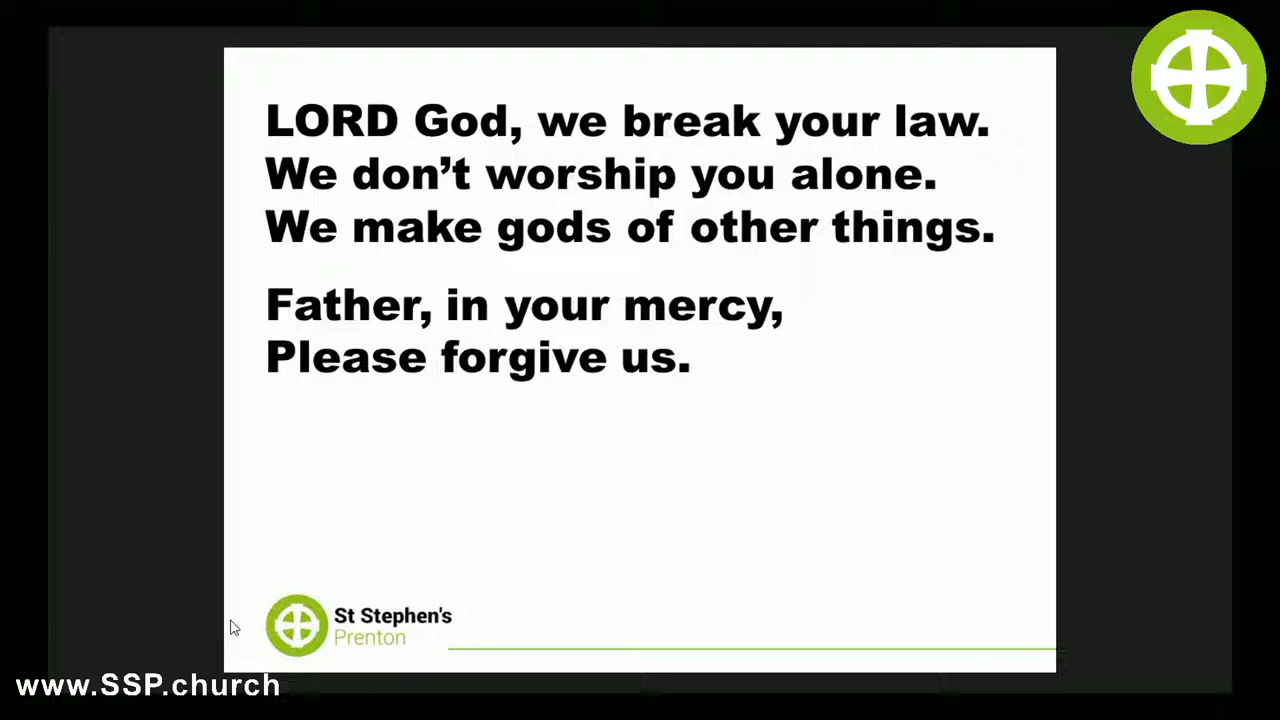 LORD God, we break your law.
We don’t worship you alone.
We make gods of other things.
Father, in your mercy,
Please forgive us.
St Stephen's
Prenton
www.SSP.church